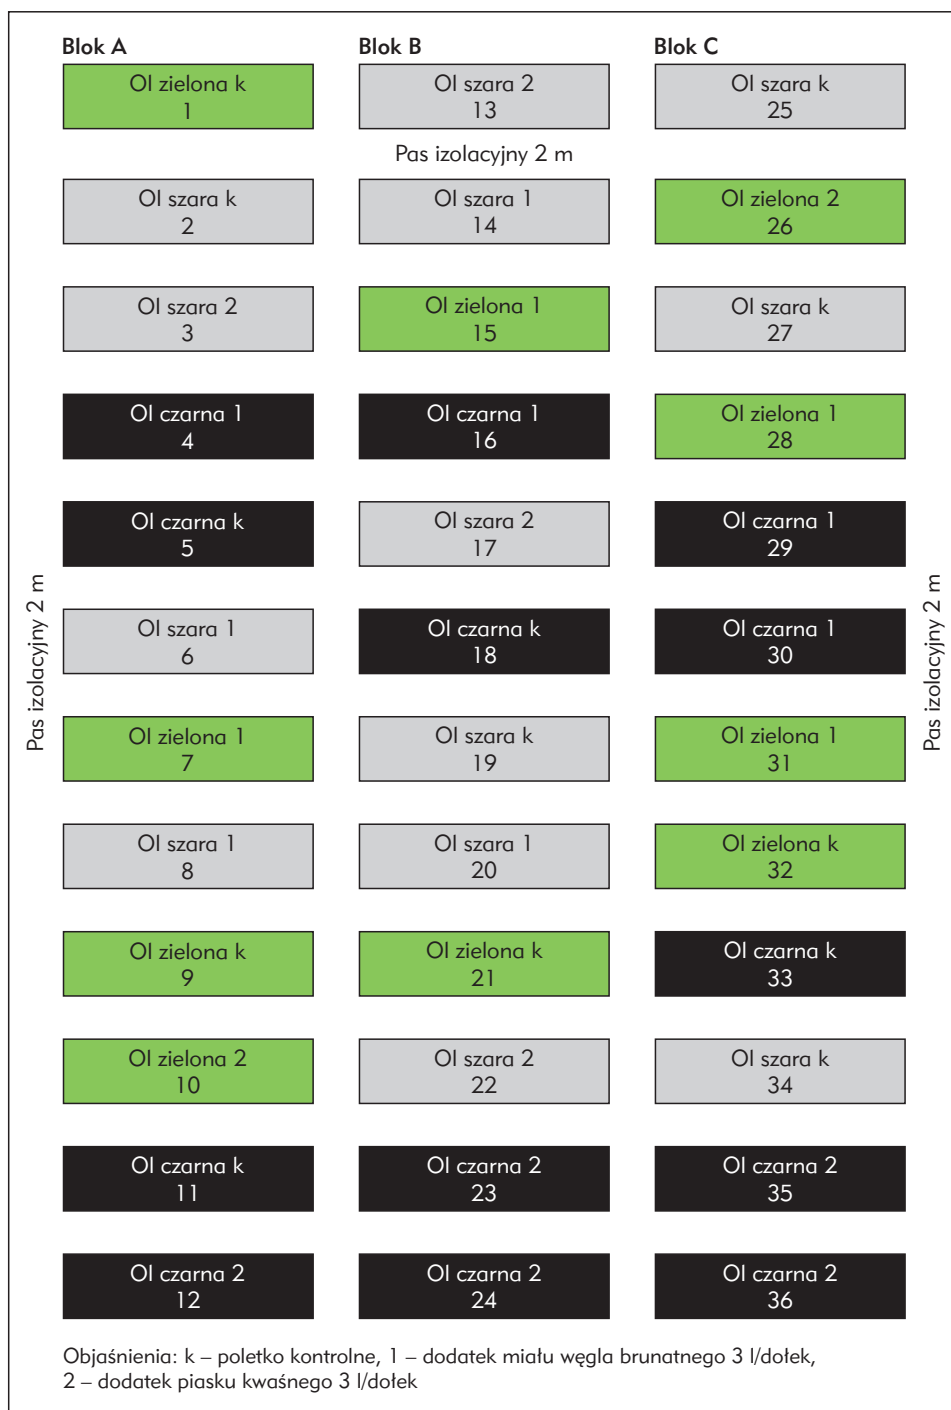 Blok A
Blok B
Blok C
Ol zielona k
1
Ol szara 2
13
Ol szara k
25
Pas izolacyjny 2 m
Ol szara k
2
Ol szara 1
14
Ol zielona 2
26
Ol szara 2
3
Ol zielona 1
15
Ol szara k
27
Ol czarna 1
4
Ol czarna 1
16
Ol zielona 1
28
Ol czarna k
5
Ol szara 2
17
Ol czarna 1
29
Pas izolacyjny 2 m
Ol szara 1
6
Ol czarna k
18
Ol czarna 1
30
Pas izolacyjny 2 m
Ol zielona 1
7
Ol szara k
19
Ol zielona 1
31
Ol szara 1
8
Ol szara 1
20
Ol zielona k
32
Ol zielona k
9
Ol zielona k
21
Ol czarna k
33
Ol zielona 2
10
Ol szara 2
22
Ol szara k
34
Ol czarna k
11
Ol czarna 2
23
Ol czarna 2
35
Ol czarna 2
12
Ol czarna 2
24
Ol czarna 2
36
Objaśnienia: k – poletko kontrolne, 1 – dodatek miału węgla brunatnego 3 l/dołek,
2 – dodatek piasku kwaśnego 3 l/dołek